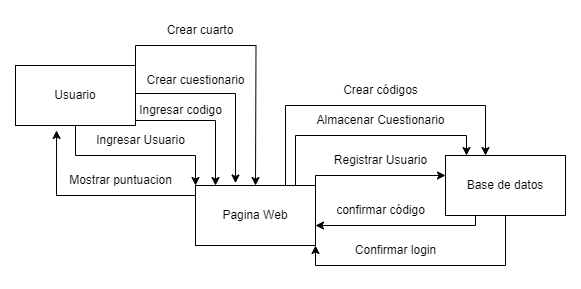 Crear cuarto
Crear cuestionario
Usuario
Crear códigos
Ingresar codigo
Almacenar Cuestionario
Ingresar Usuario
Registrar Usuario
Mostrar puntuacion
Base de datos
Pagina Web
confirmar código
Confirmar login